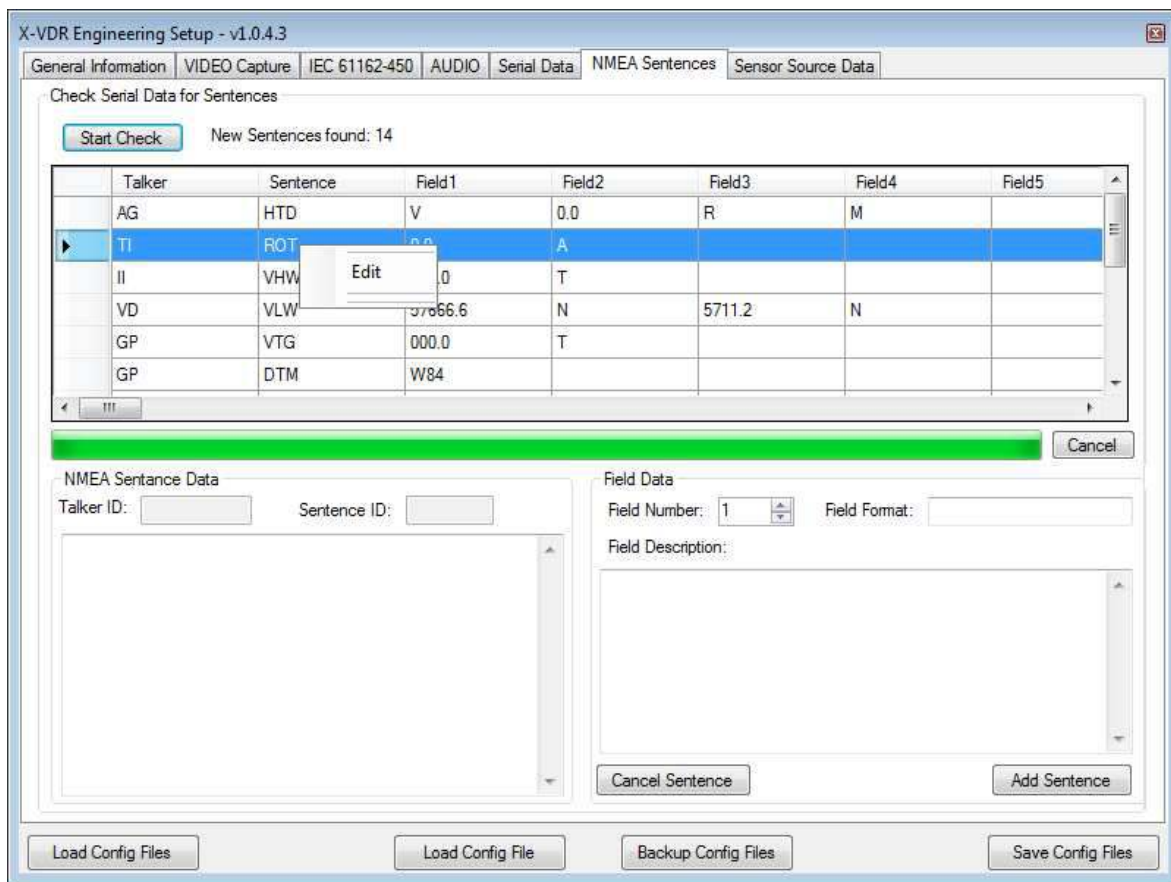 X-VDR Engineering Setup - v1.0.4.3
General Information VIDEO Capture IEC 61162-450 AUDIO Serial Data NMEA Sentences Sensor Source Data
Check Serial Data for Sentences
Start Check New Sentences found: 14
Talker Sentence Field1 Field2 Field3 Field4 Field5
AG HTD V 0.0 R M
TI ROT A
Edit
II VHW .0 T
VD VLW 57666.6 N 5711.2 N
GP VTG 000.0 T
GP DTM W84
Cancel
NMEA Sentance Data Field Data
Talker ID: Sentence ID: Field Number: 1 Field Format:
Field Description:
Cancel Sentence Add Sentence
Load Config Files Load Config File Backup Config Files Save Config Files